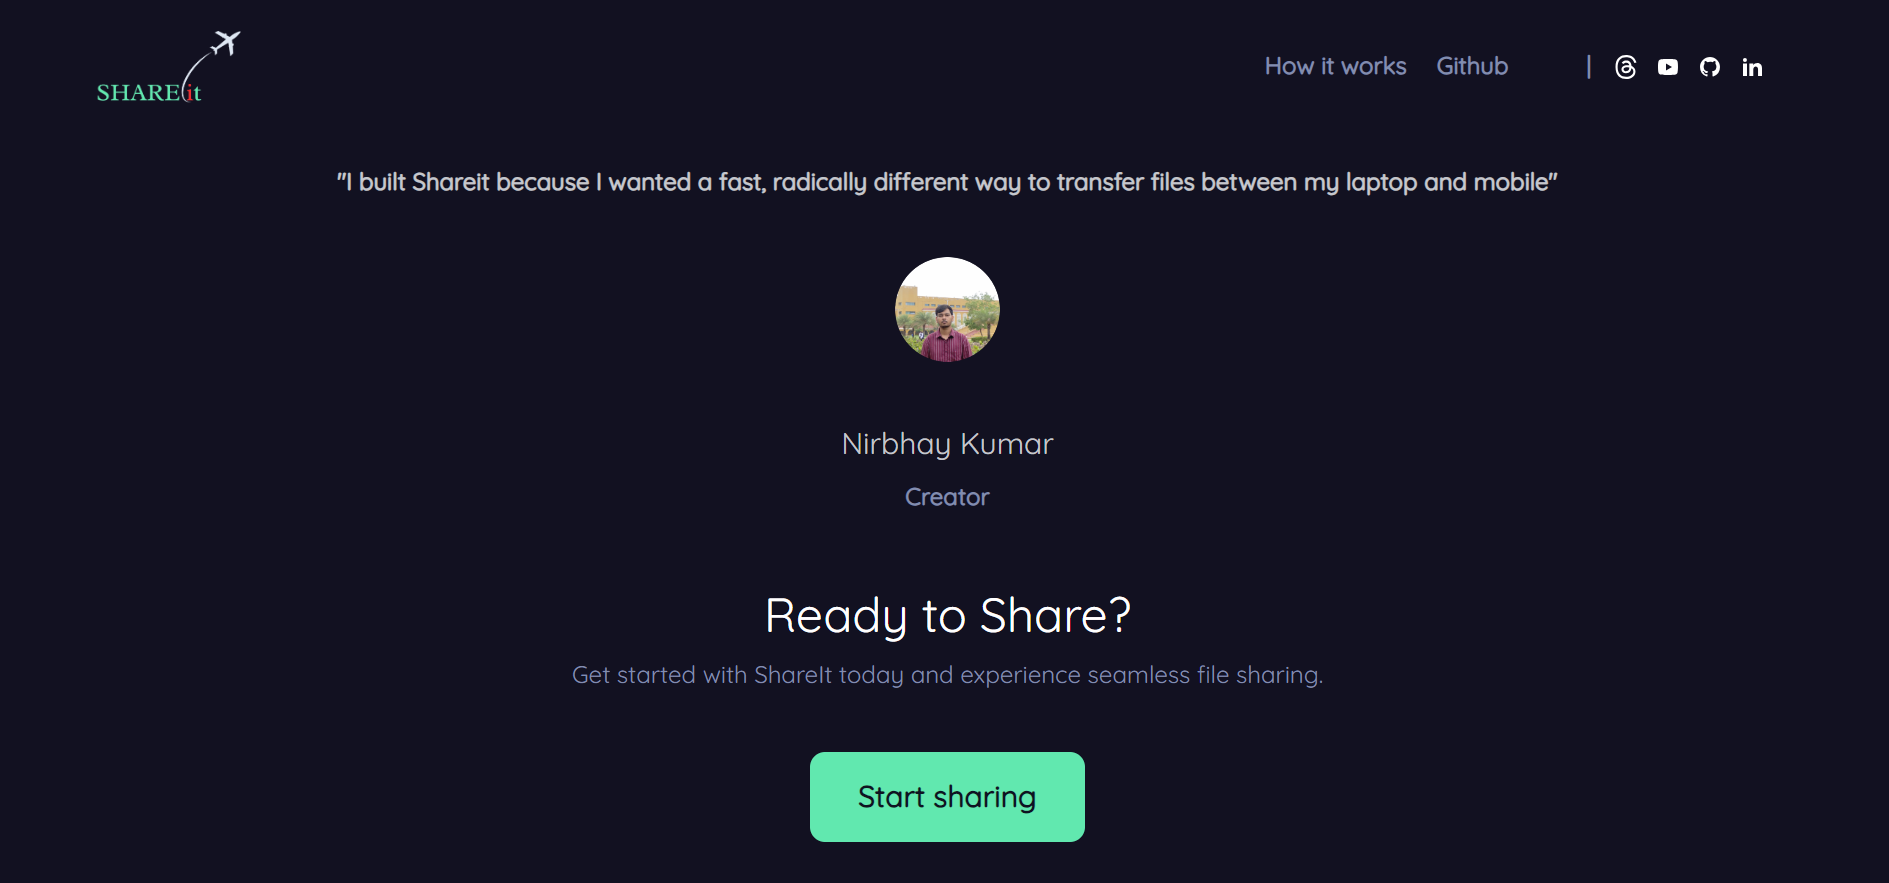 SHAREit
How it works
Github
|
"I built Shareit because I wanted a fast, radically different way to transfer files between my laptop and mobile"
Nirbhay Kumar
Creator
Ready to Share?
Get started with ShareIt today and experience seamless file sharing.
Start sharing